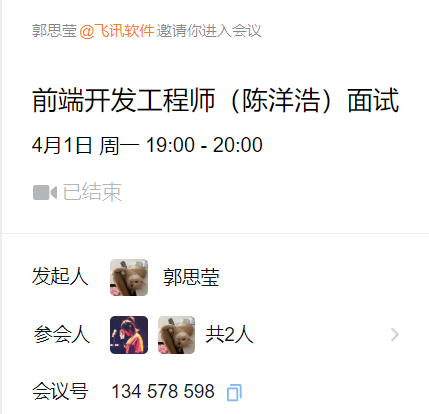 郭思莹@飞讯软件 邀请你进入会议
前端开发工程师（陈洋浩）面试
4月1日 周一 19:00 - 20:00
已结束
发起人 郭思莹
参会人 共2人
会议号 134 578 598